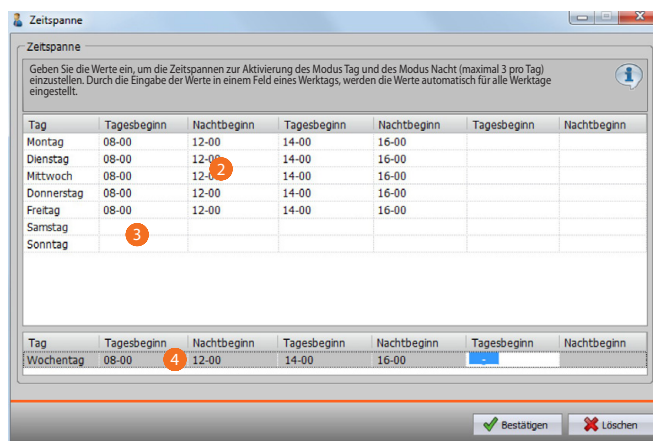 Zeitspanne
Zeitspanne
Geben Sie die Werte ein, um die Zeitspannen zur Aktivierung des Modus Tag und des Modus Nacht (maximal 3 pro Tag)
einzustellen. Durch die Eingabe der Werte in einem Feld eines Werktags, werden die Werte automatisch für alle Werktage
eingestellt.
Tag Tagesbeginn Nachtbeginn Tagesbeginn Nachtbeginn Tagesbeginn Nachtbeginn
Montag 08-00 12-00 14-00 16-00
Dienstag 08-00 12-00 14-00 16-00
2
Mittwoch 08-00 12-00 14-00 16-00
Donnerstag 08-00 12-00 14-00 16-00
Freitag 08-00 12-00 14-00 16-00
Samstag
3
Sonntag
Tag Tagesbeginn Nachtbeginn Tagesbeginn Nachtbeginn Tagesbeginn Nachtbeginn
Wochentag 08-00 4 12-00 14-00 16-00 -
Bestätigen Löschen